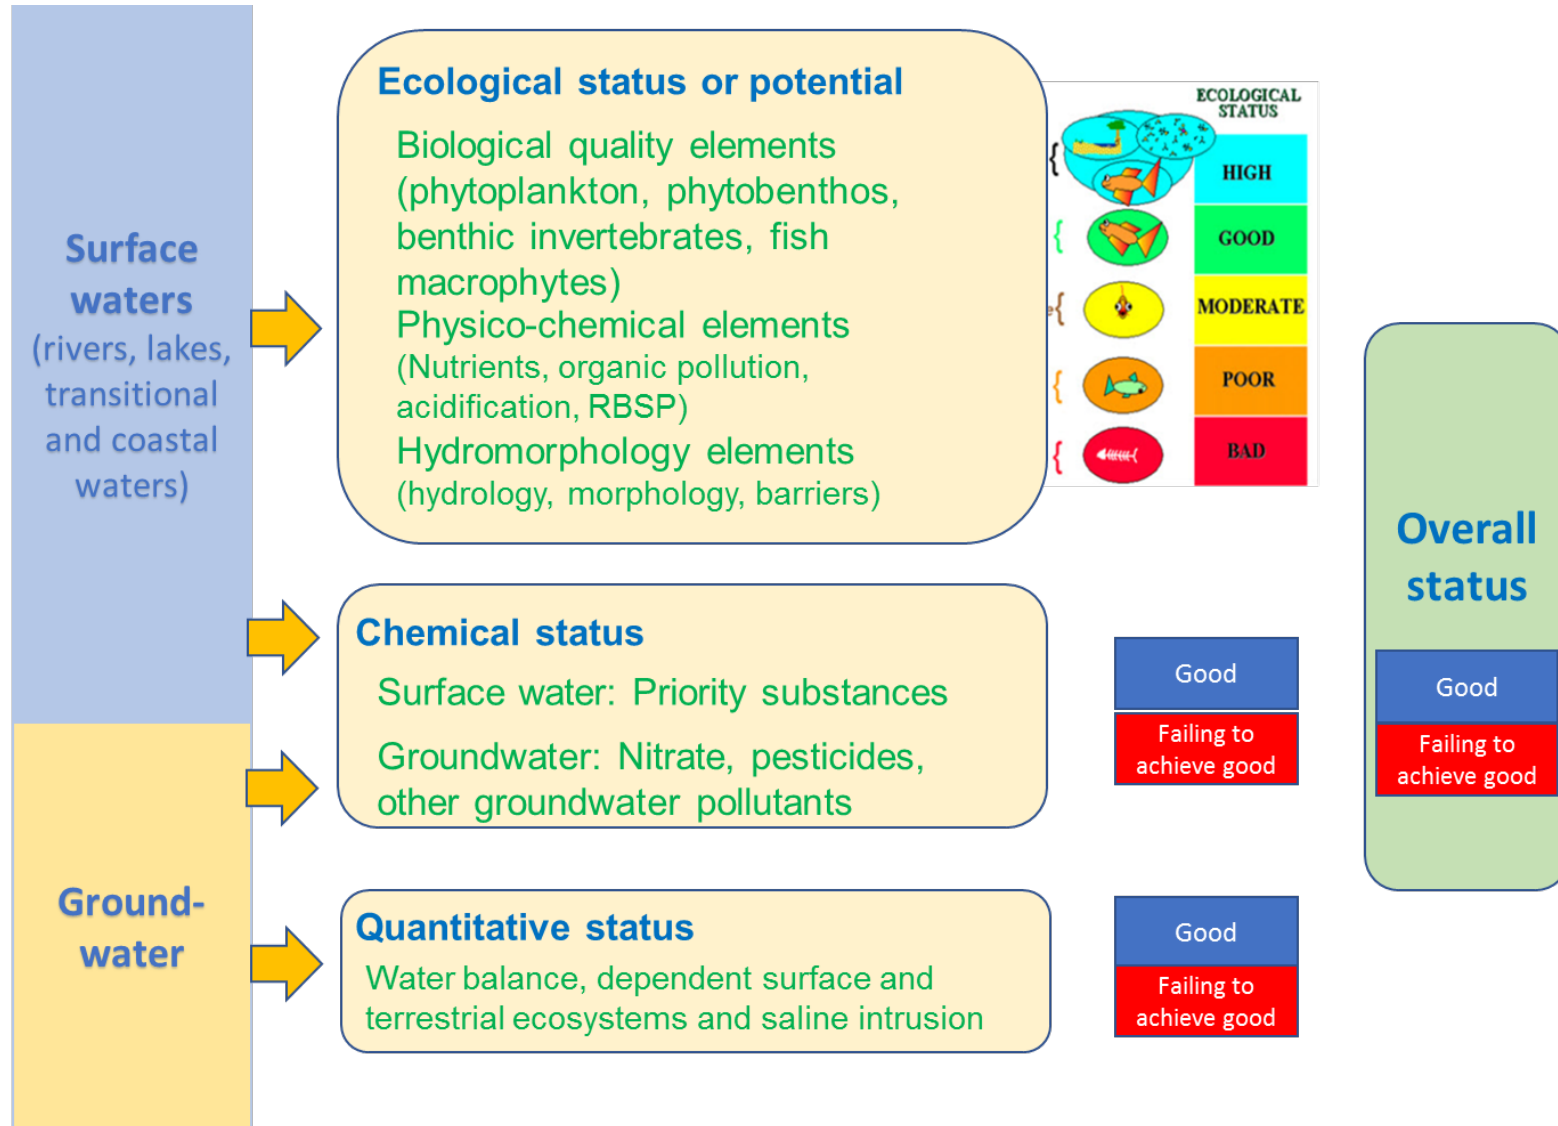 Surface
waters
(rivers, lakes,
transitional
and coastal
waters)
Ground-
water
Ecological status or potential
Biological quality elements
(phytoplankton, phytobenthos,
benthic invertebrates, fish
macrophytes)
Physico-chemical elements
(Nutrients, organic pollution,
acidification, RBSP)
Hydromorphology elements
(hydrology, morphology, barriers)
ECOLOGICAL
STATUS
HIGH
GOOD
MODERATE
POOR
BAD
Chemical status
Surface water: Priority substances
Groundwater: Nitrate, pesticides,
other groundwater pollutants
Good
Failing to
achieve good
Quantitative status
Water balance, dependent surface and
terrestrial ecosystems and saline intrusion
Good
Failing to
achieve good
Overall
status
Good
Failing to
achieve good